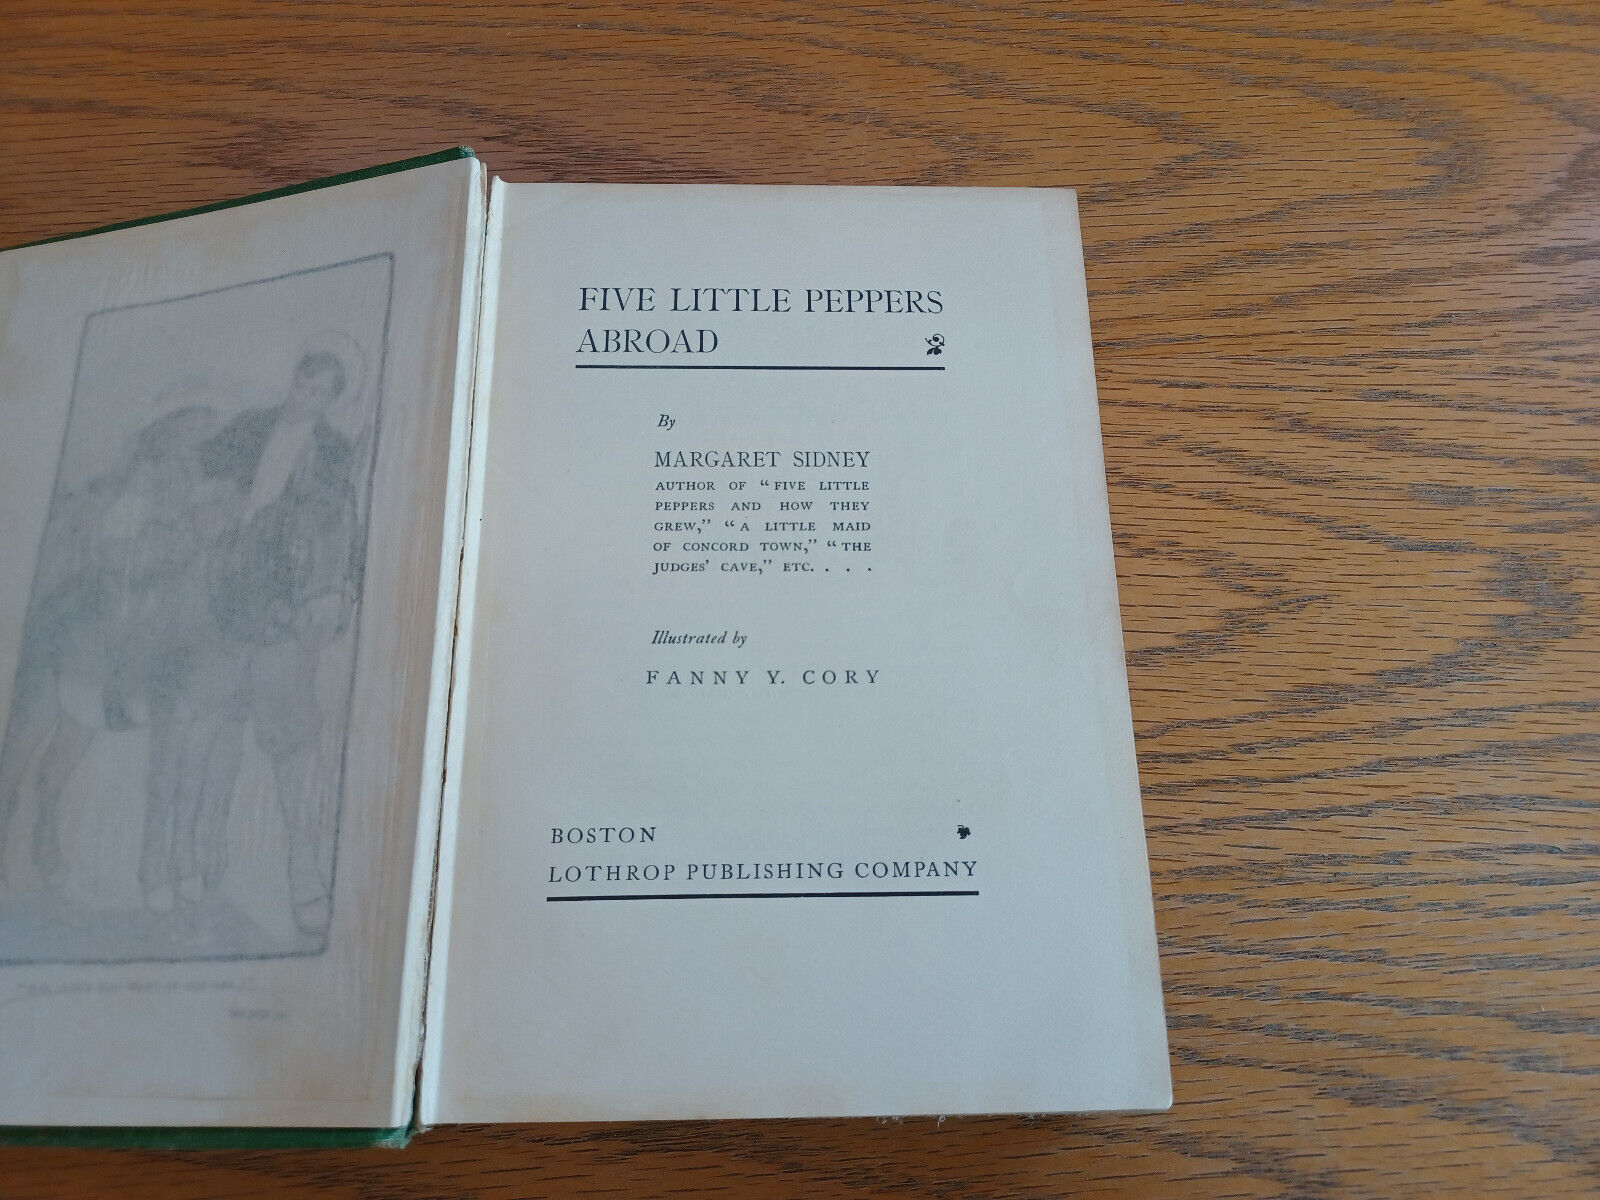 FIVE LITTLE PEPPERS
ABROAD
By
MARGARET SIDNEY
AUTHOR OF “FIVE LITTLE
PEPPERS AND HOW THEY
GREW,” “A LITTLE MAID
OF CONCORD TOWN,” “THE
JUDGES’ CAVE,” ETC. . . .
Illustrated by
FANNY Y. CORY
BOSTON
LOTHROP PUBLISHING COMPANY